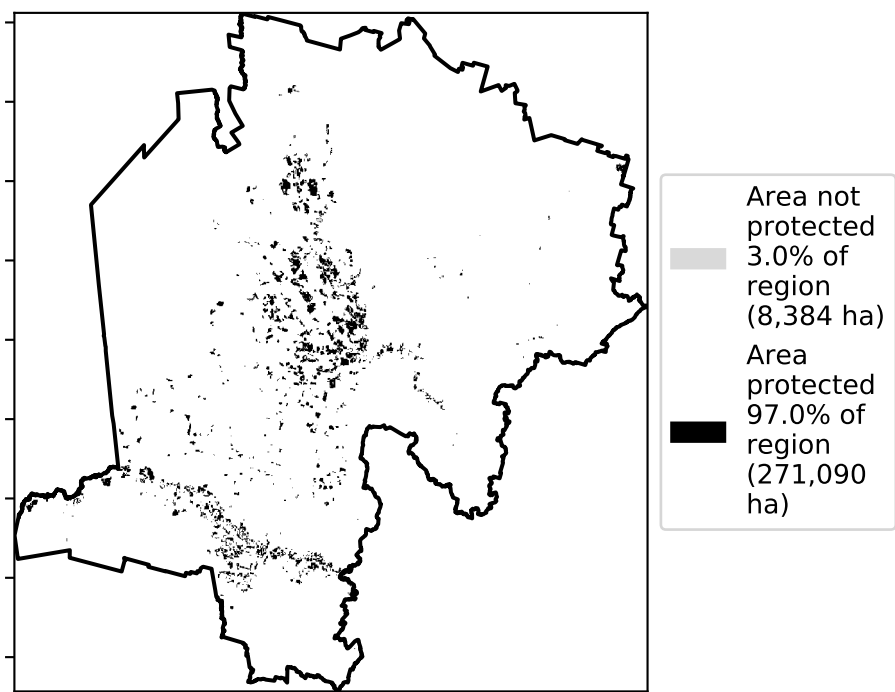 Area not
protected
3.0% of
region
(8,384 ha)
Area
protected
97.0% of
region
(271,090
ha)